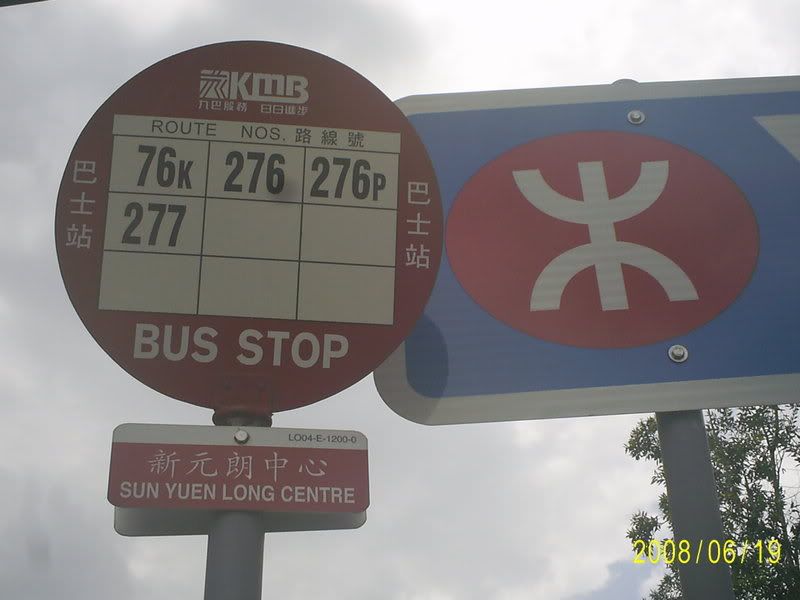 KMB
九巴服務 日日進步
ROUTE NOS. 路線號
76K 276 276P
277
巴士站
巴士站
BUS STOP
LO04-E-1200-0
新元朗中心
SUN YUEN LONG CENTRE
2008/06/19